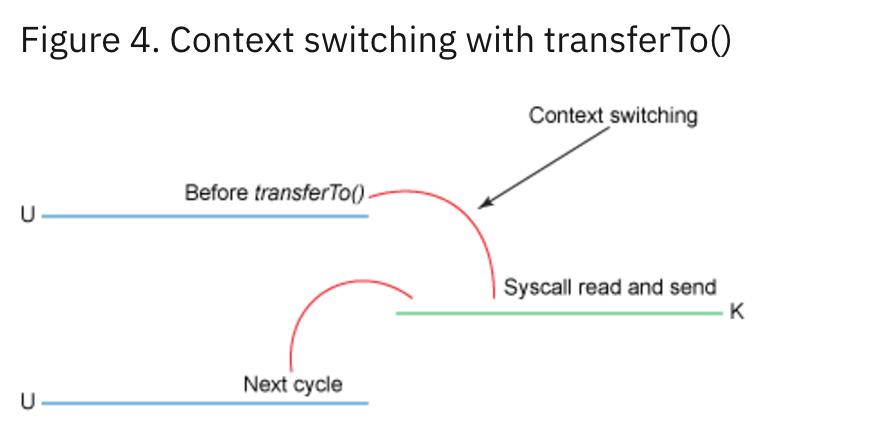 Figure 4. Context switching with transferTo()
Context switching
Before transferTo()
U
Syscall read and send
K
Next cycle
U